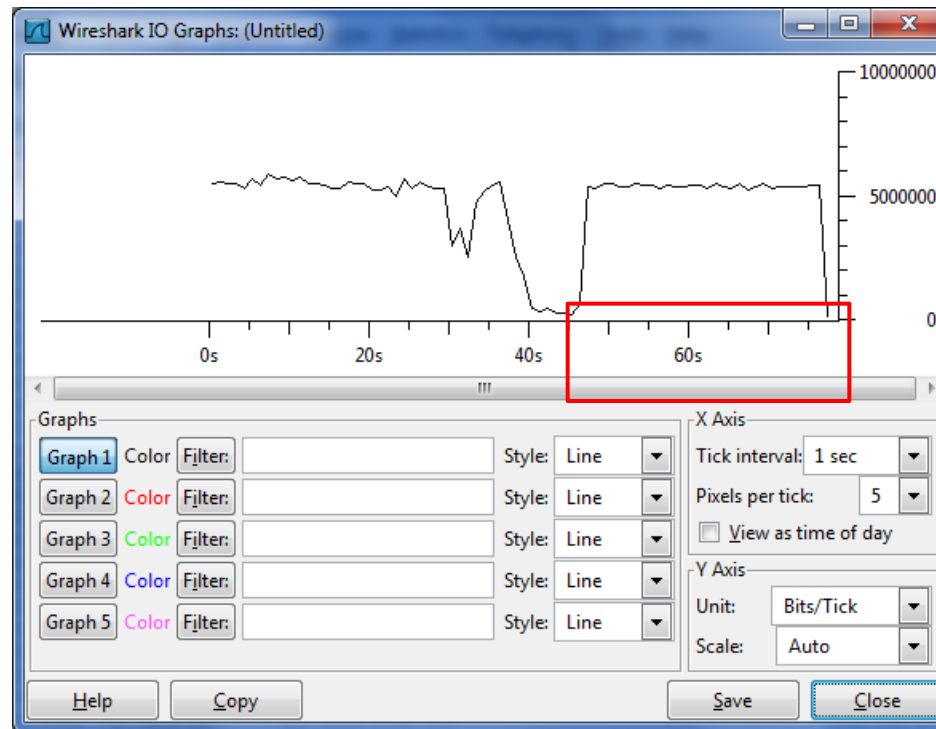 Wireshark IO Graphs: (Untitled)
10000000
5000000
0
0s 20s 40s 60s
Graphs
Graph 1 Color Filter: Style: Line
Graph 2 Color Filter: Style: Line
Graph 3 Color Filter: Style: Line
Graph 4 Color Filter: Style: Line
Graph 5 Color Filter: Style: Line
X Axis
Tick interval: 1 sec
Pixels per tick: 5
View as time of day
Y Axis
Unit: Bits/Tick
Scale: Auto
Help Copy Save Close